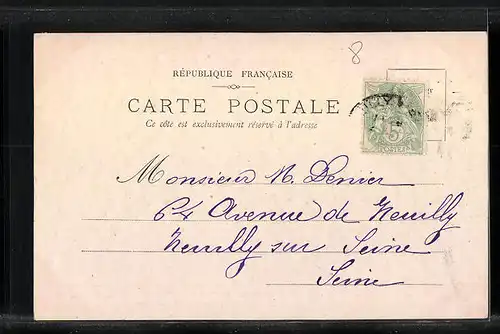 8
RÉPUBLIQUE FRANÇAISE
CARTE POSTALE
Ce côté est exclusivement réservé à l'adresse
5
POSTES
Monsieur N. Denier
64 Avenue de Neuilly
Neuilly sur Seine
Seine